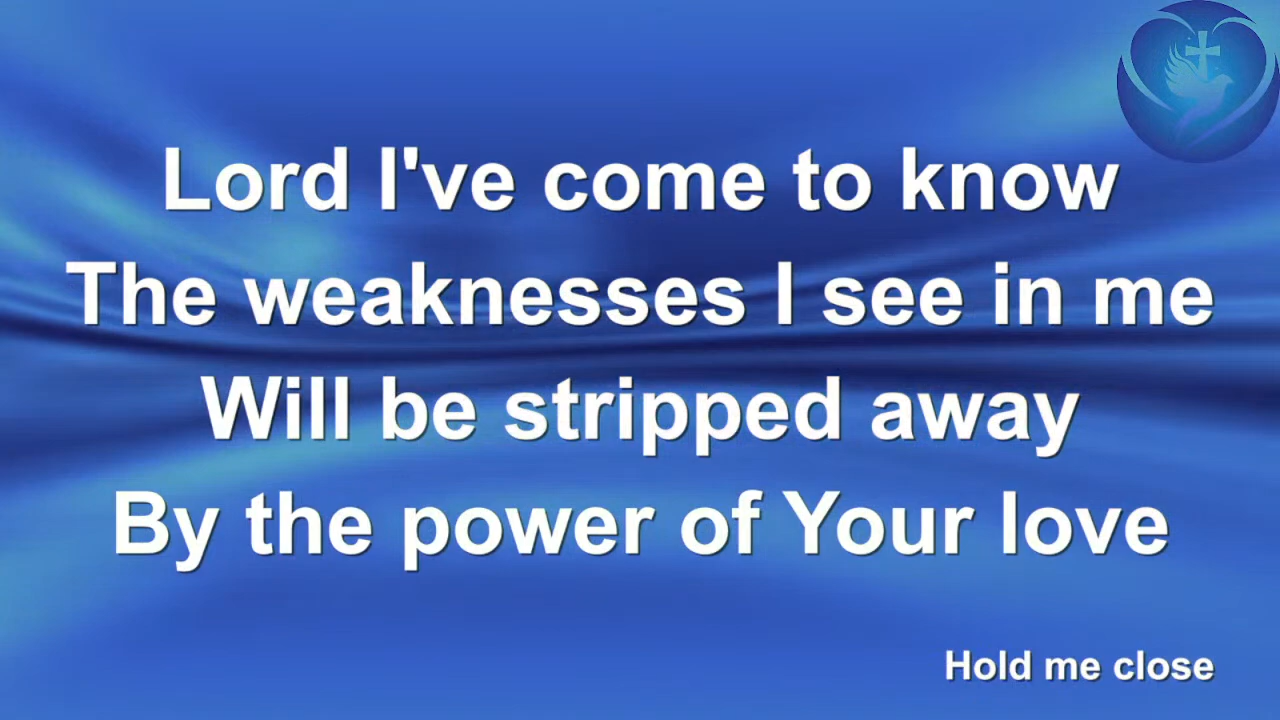 Lord I've come to know
The weaknesses I see in me
Will be stripped away
By the power of Your love
Hold me close